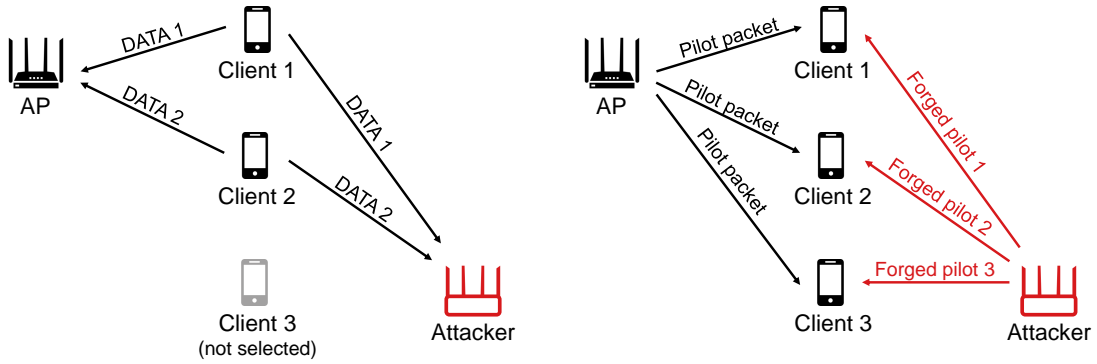 DATA 1
Client 1
AP
DATA 1
DATA 2
Client 2
DATA 2
Client 3
(not selected)
Attacker
Pilot packet
Client 1
AP
Pilot packet
Forged pilot 1
Pilot packet
Client 2
Forged pilot 2
Forged pilot 3
Client 3
Attacker